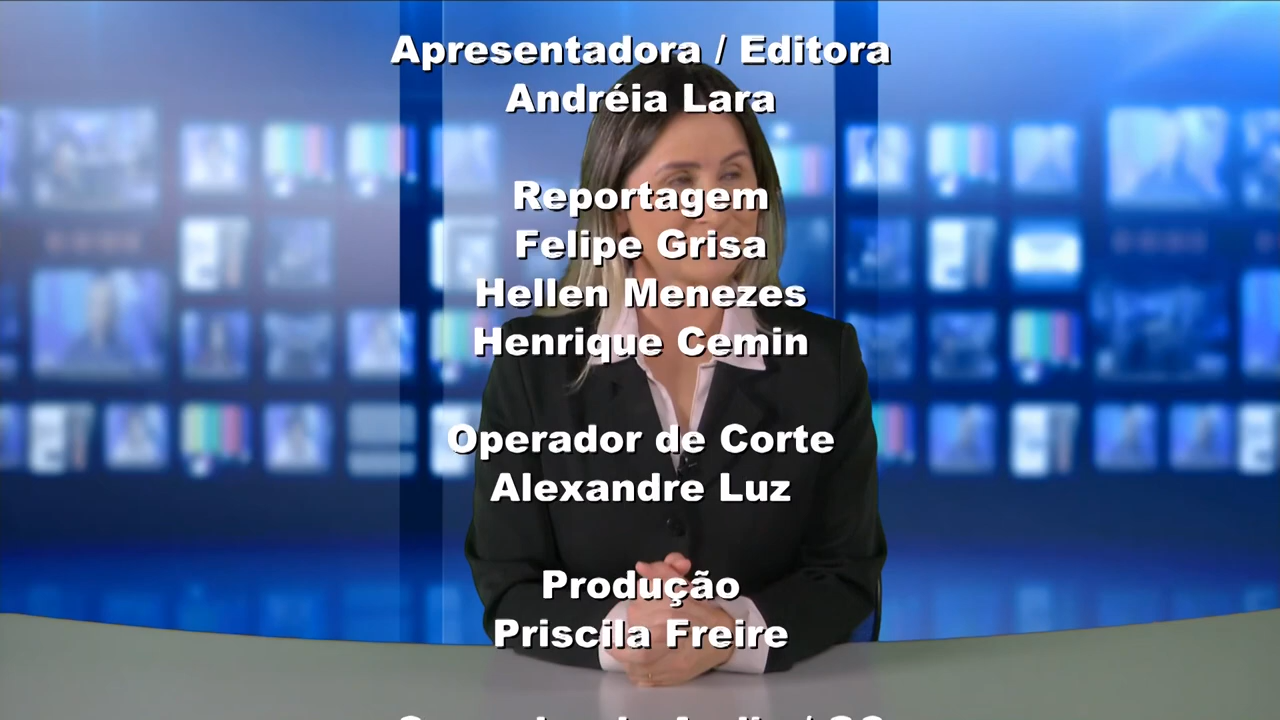 Apresentadora / Editora
Andréia Lara
Reportagem
Felipe Grisa
Hellen Menezes
Henrique Cemin
Operador de Corte
Alexandre Luz
Produção
Priscila Freire